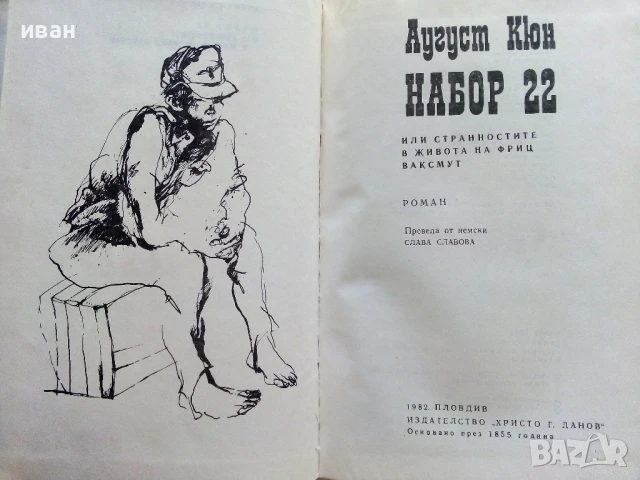 иван
Аугуст Кюн
НАБОР 22
ИЛИ СТРАННОСТИТЕ
В ЖИВОТА НА ФРИЦ
ВАКСМУТ
РОМАН
Преведа от немски
СЛАВА СЛАВОВА
1982. ПЛОВДИВ
ИЗДАТЕЛСТВО „ХРИСТО Г. ДАНОВ"
Основано през 1855 година
BAZAR